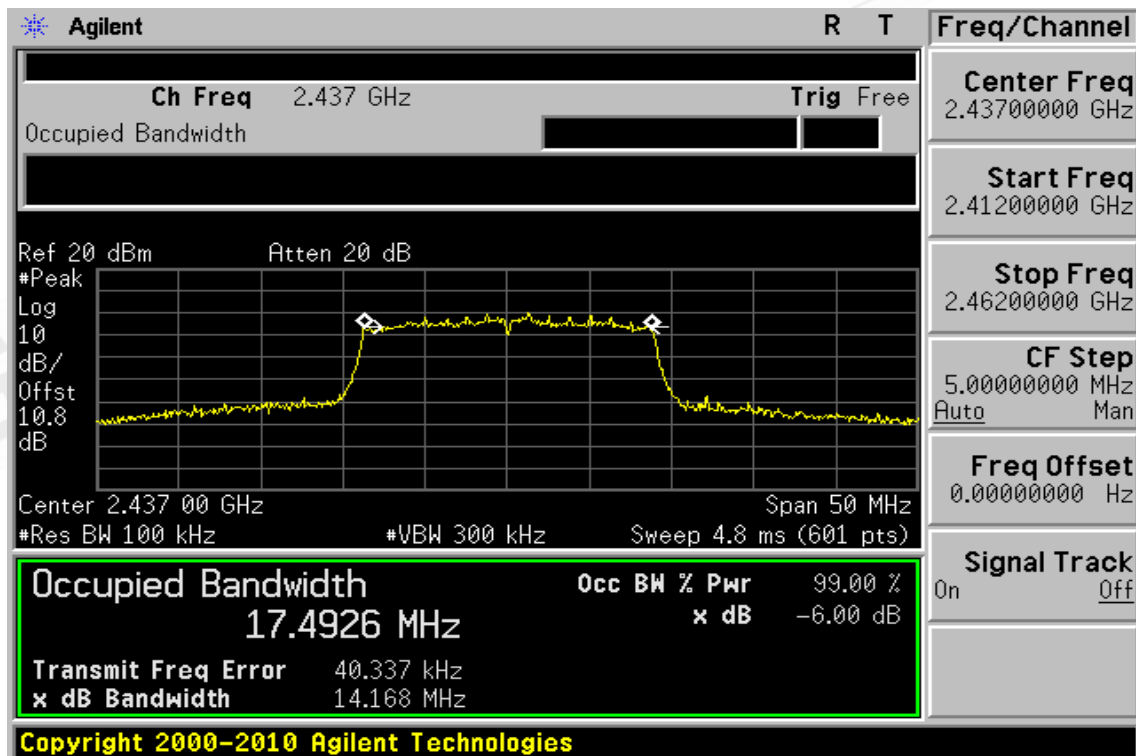 Agilent
R T
Freq/Channel
Ch Freq 2.437 GHz
Trig Free
Occupied Bandwidth
Center Freq
2.43700000 GHz
Start Freq
2.41200000 GHz
Stop Freq
2.46200000 GHz
CF Step
5.00000000 MHz
Auto Man
Freq Offset
0.00000000 Hz
Signal Track
On Off
Ref 20 dBm
Atten 20 dB
#Peak
Log
10
dB/
Offst
10.8
dB
Center 2.437 00 GHz
Span 50 MHz
#Res BW 100 kHz
#VBW 300 kHz
Sweep 4.8 ms (601 pts)
Occupied Bandwidth
17.4926 MHz
Occ BW % Pwr 99.00 %
x dB -6.00 dB
Transmit Freq Error 40.337 kHz
x dB Bandwidth 14.168 MHz
Copyright 2000-2010 Agilent Technologies